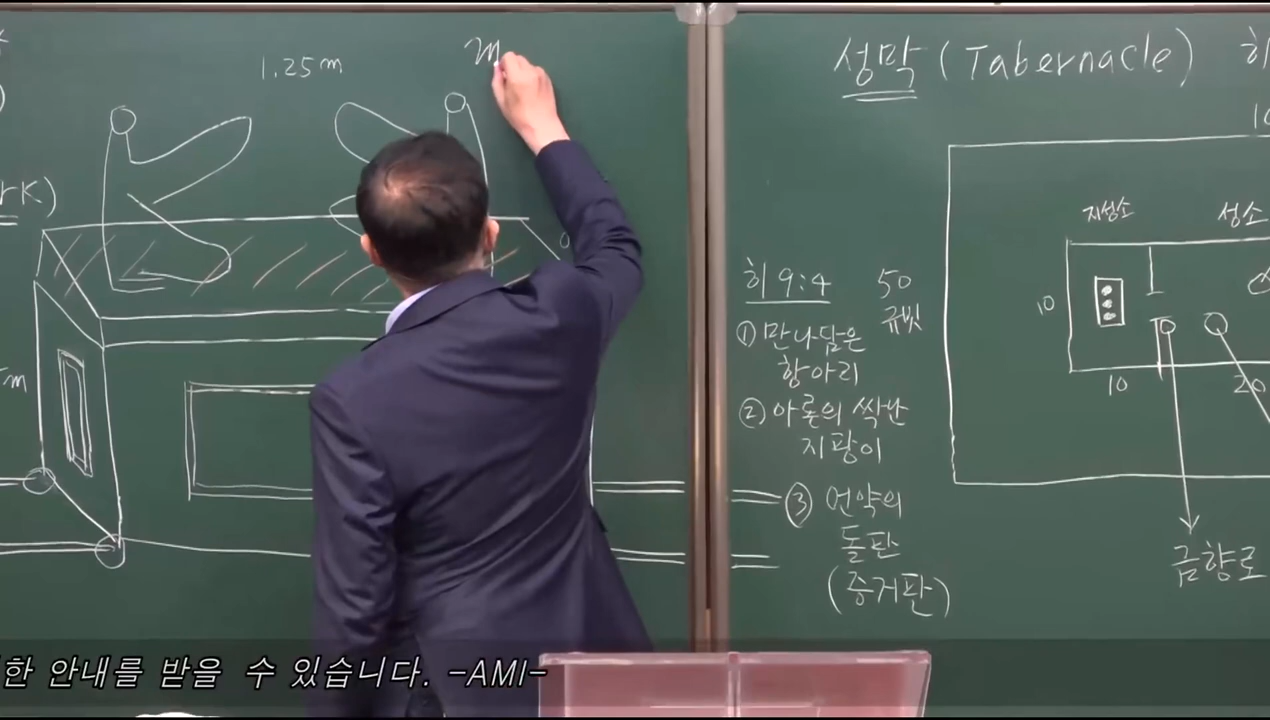 1.25m
m
rk)
m
성막 (Tabernacle) 히
10
지성소 성소
10
10 20
금향로
히 9:4 50
규빗
① 만나담은
항아리
② 아론의 싹난
지팡이
③ 언약의
돌판
(증거판)
한 안내를 받을 수 있습니다. -AMI-